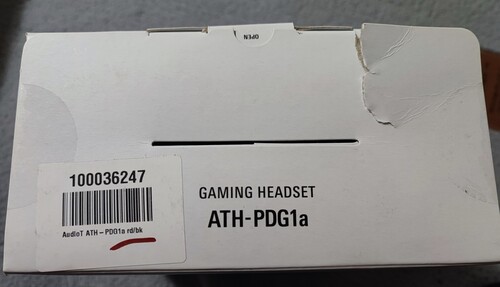 OPEN
100036247
AudioT ATH - PDG1a rd/bk
GAMING HEADSET
ATH-PDG1a